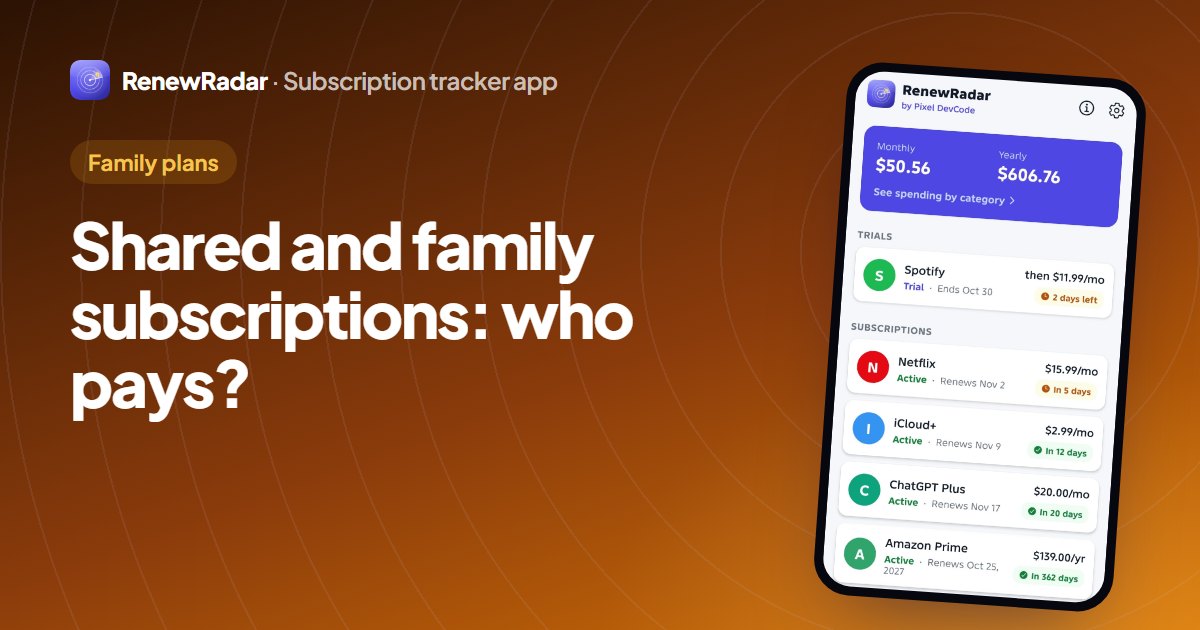 RenewRadar · Subscription tracker app
Family plans
Shared and family
subscriptions: who
pays?
RenewRadar
by Pixel DevCode
Monthly
$50.56
Yearly
$606.76
See spending by category >
TRIALS
S
Spotify
then $11.99/mo
Trial · Ends Oct 30
2 days left
SUBSCRIPTIONS
N
Netflix
$15.99/mo
Active · Renews Nov 2
In 5 days
I
iCloud+
$2.99/mo
Active · Renews Nov 9
In 12 days
C
ChatGPT Plus
$20.00/mo
Active · Renews Nov 17
In 20 days
A
Amazon Prime
$139.00/yr
Active · Renews Oct 25,
2027
In 362 days